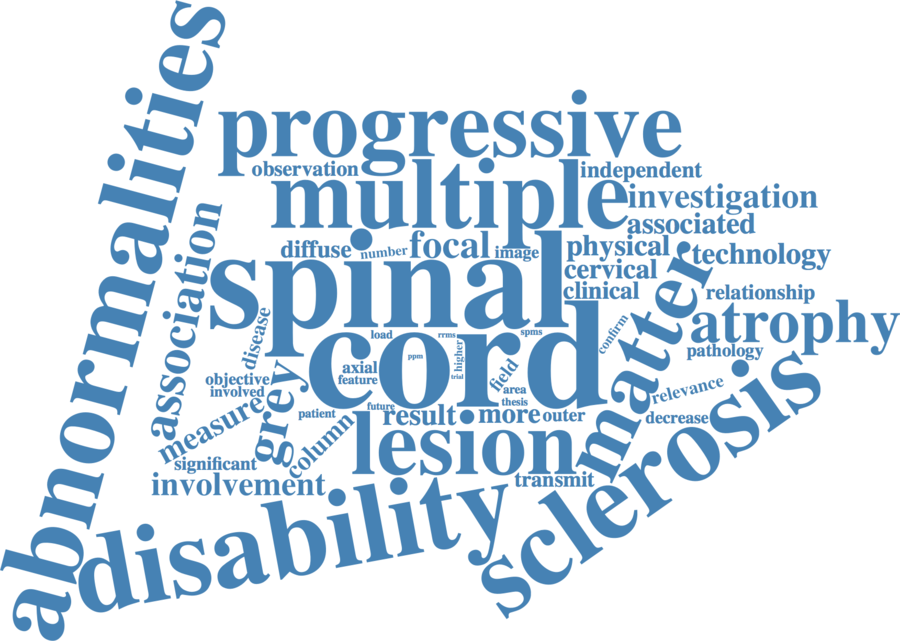 abnormalities
progressive
observation
independent
multiple
investigation
associated
association
diffuse
number
focal
image
physical
technology
spinal
cervical
clinical
matter
relationship
disease
load
rrms
spms
confirm
atrophy
cord
ppm
higher
pathology
axial
trial
field
objective
feature
area
involved
grey
thesis
relevance
measure
patient
future
result
more
outer
decrease
column
lesion
sclerosis
significant
involvement
transmit
disability